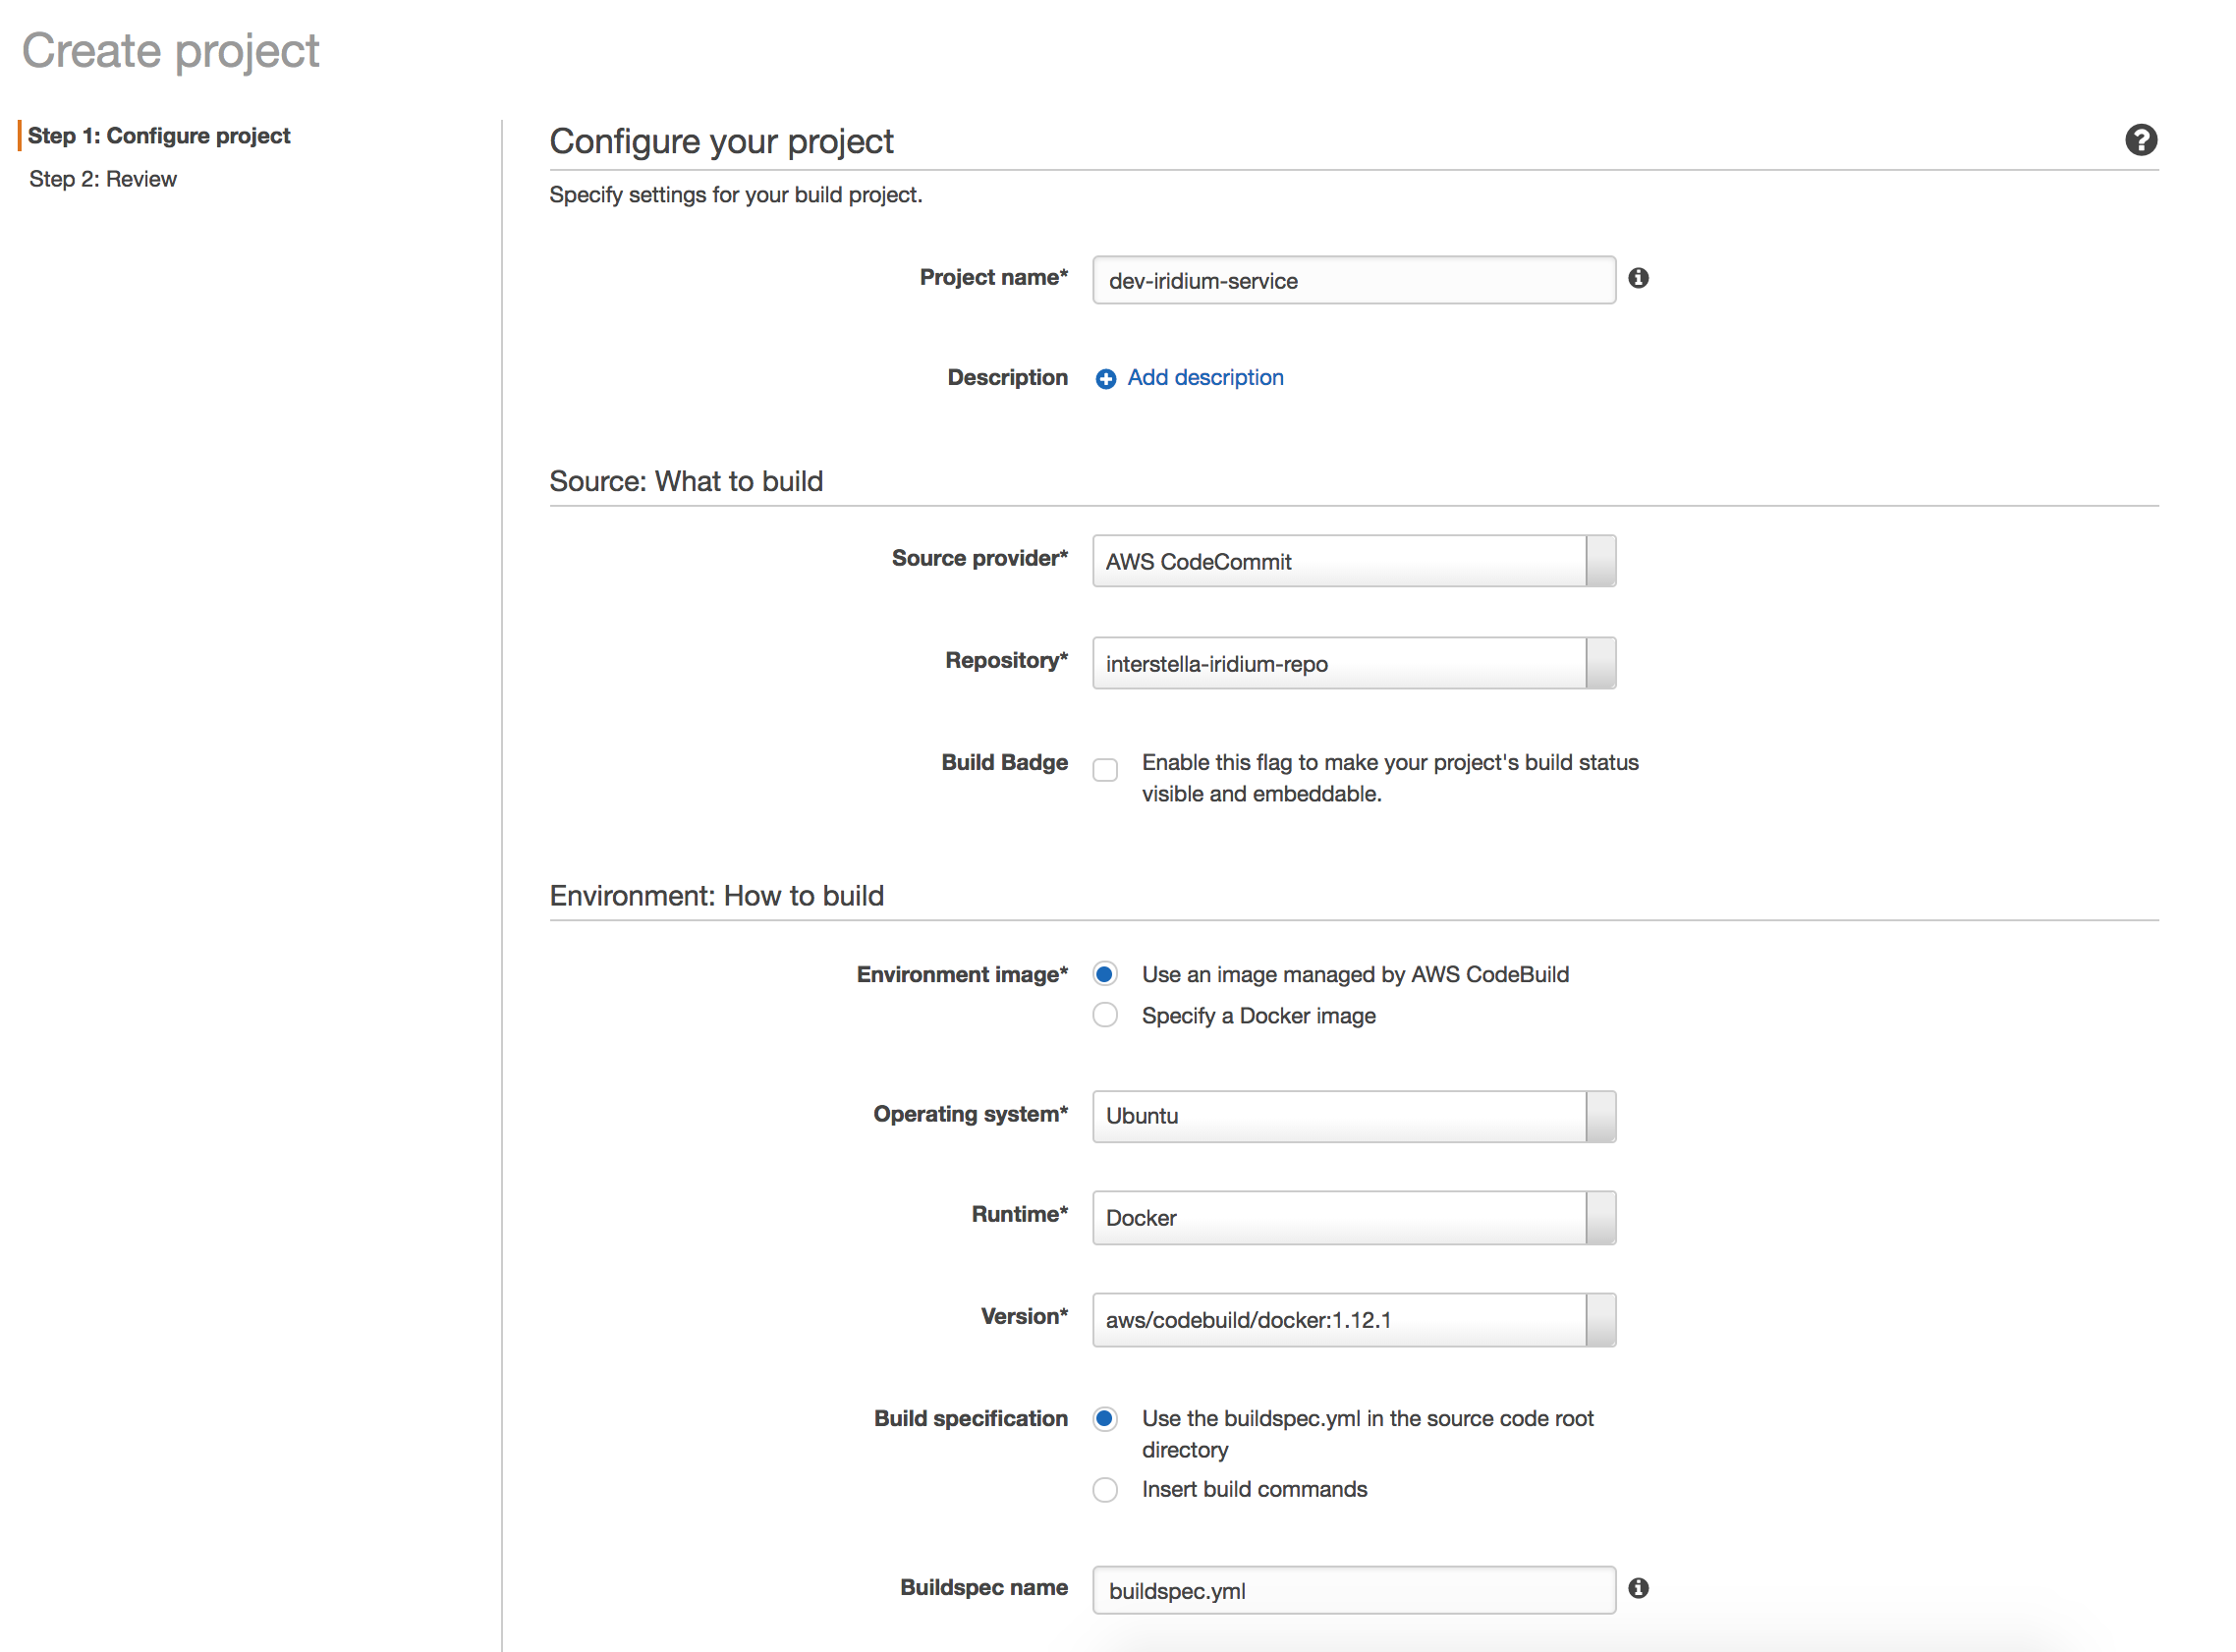 Create project
Step 1: Configure project
Step 2: Review
Configure your project
Specify settings for your build project.
Project name* dev-iridium-service
Description Add description
Source: What to build
Source provider* AWS CodeCommit
Repository* interstella-iridium-repo
Build Badge Enable this flag to make your project's build status
visible and embeddable.
Environment: How to build
Environment image* Use an image managed by AWS CodeBuild
Specify a Docker image
Operating system* Ubuntu
Runtime* Docker
Version* aws/codebuild/docker:1.12.1
Build specification Use the buildspec.yml in the source code root
directory
Insert build commands
Buildspec name buildspec.yml